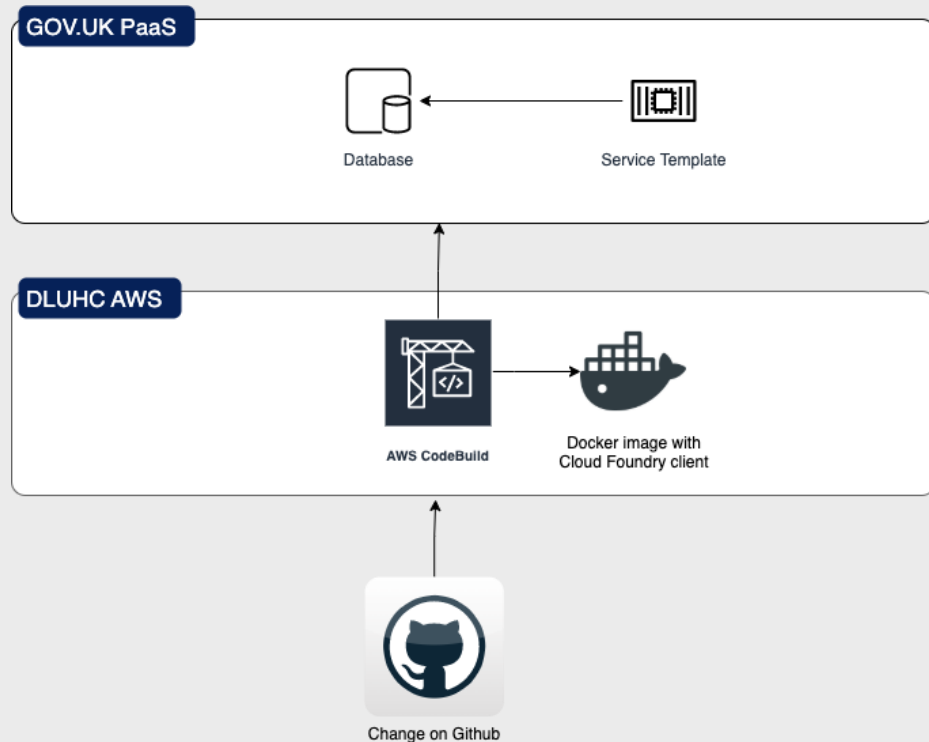 GOV.UK PaaS
Database
Service Template
DLUHC AWS
</>
AWS CodeBuild
Docker image with
Cloud Foundry client
Change on Github